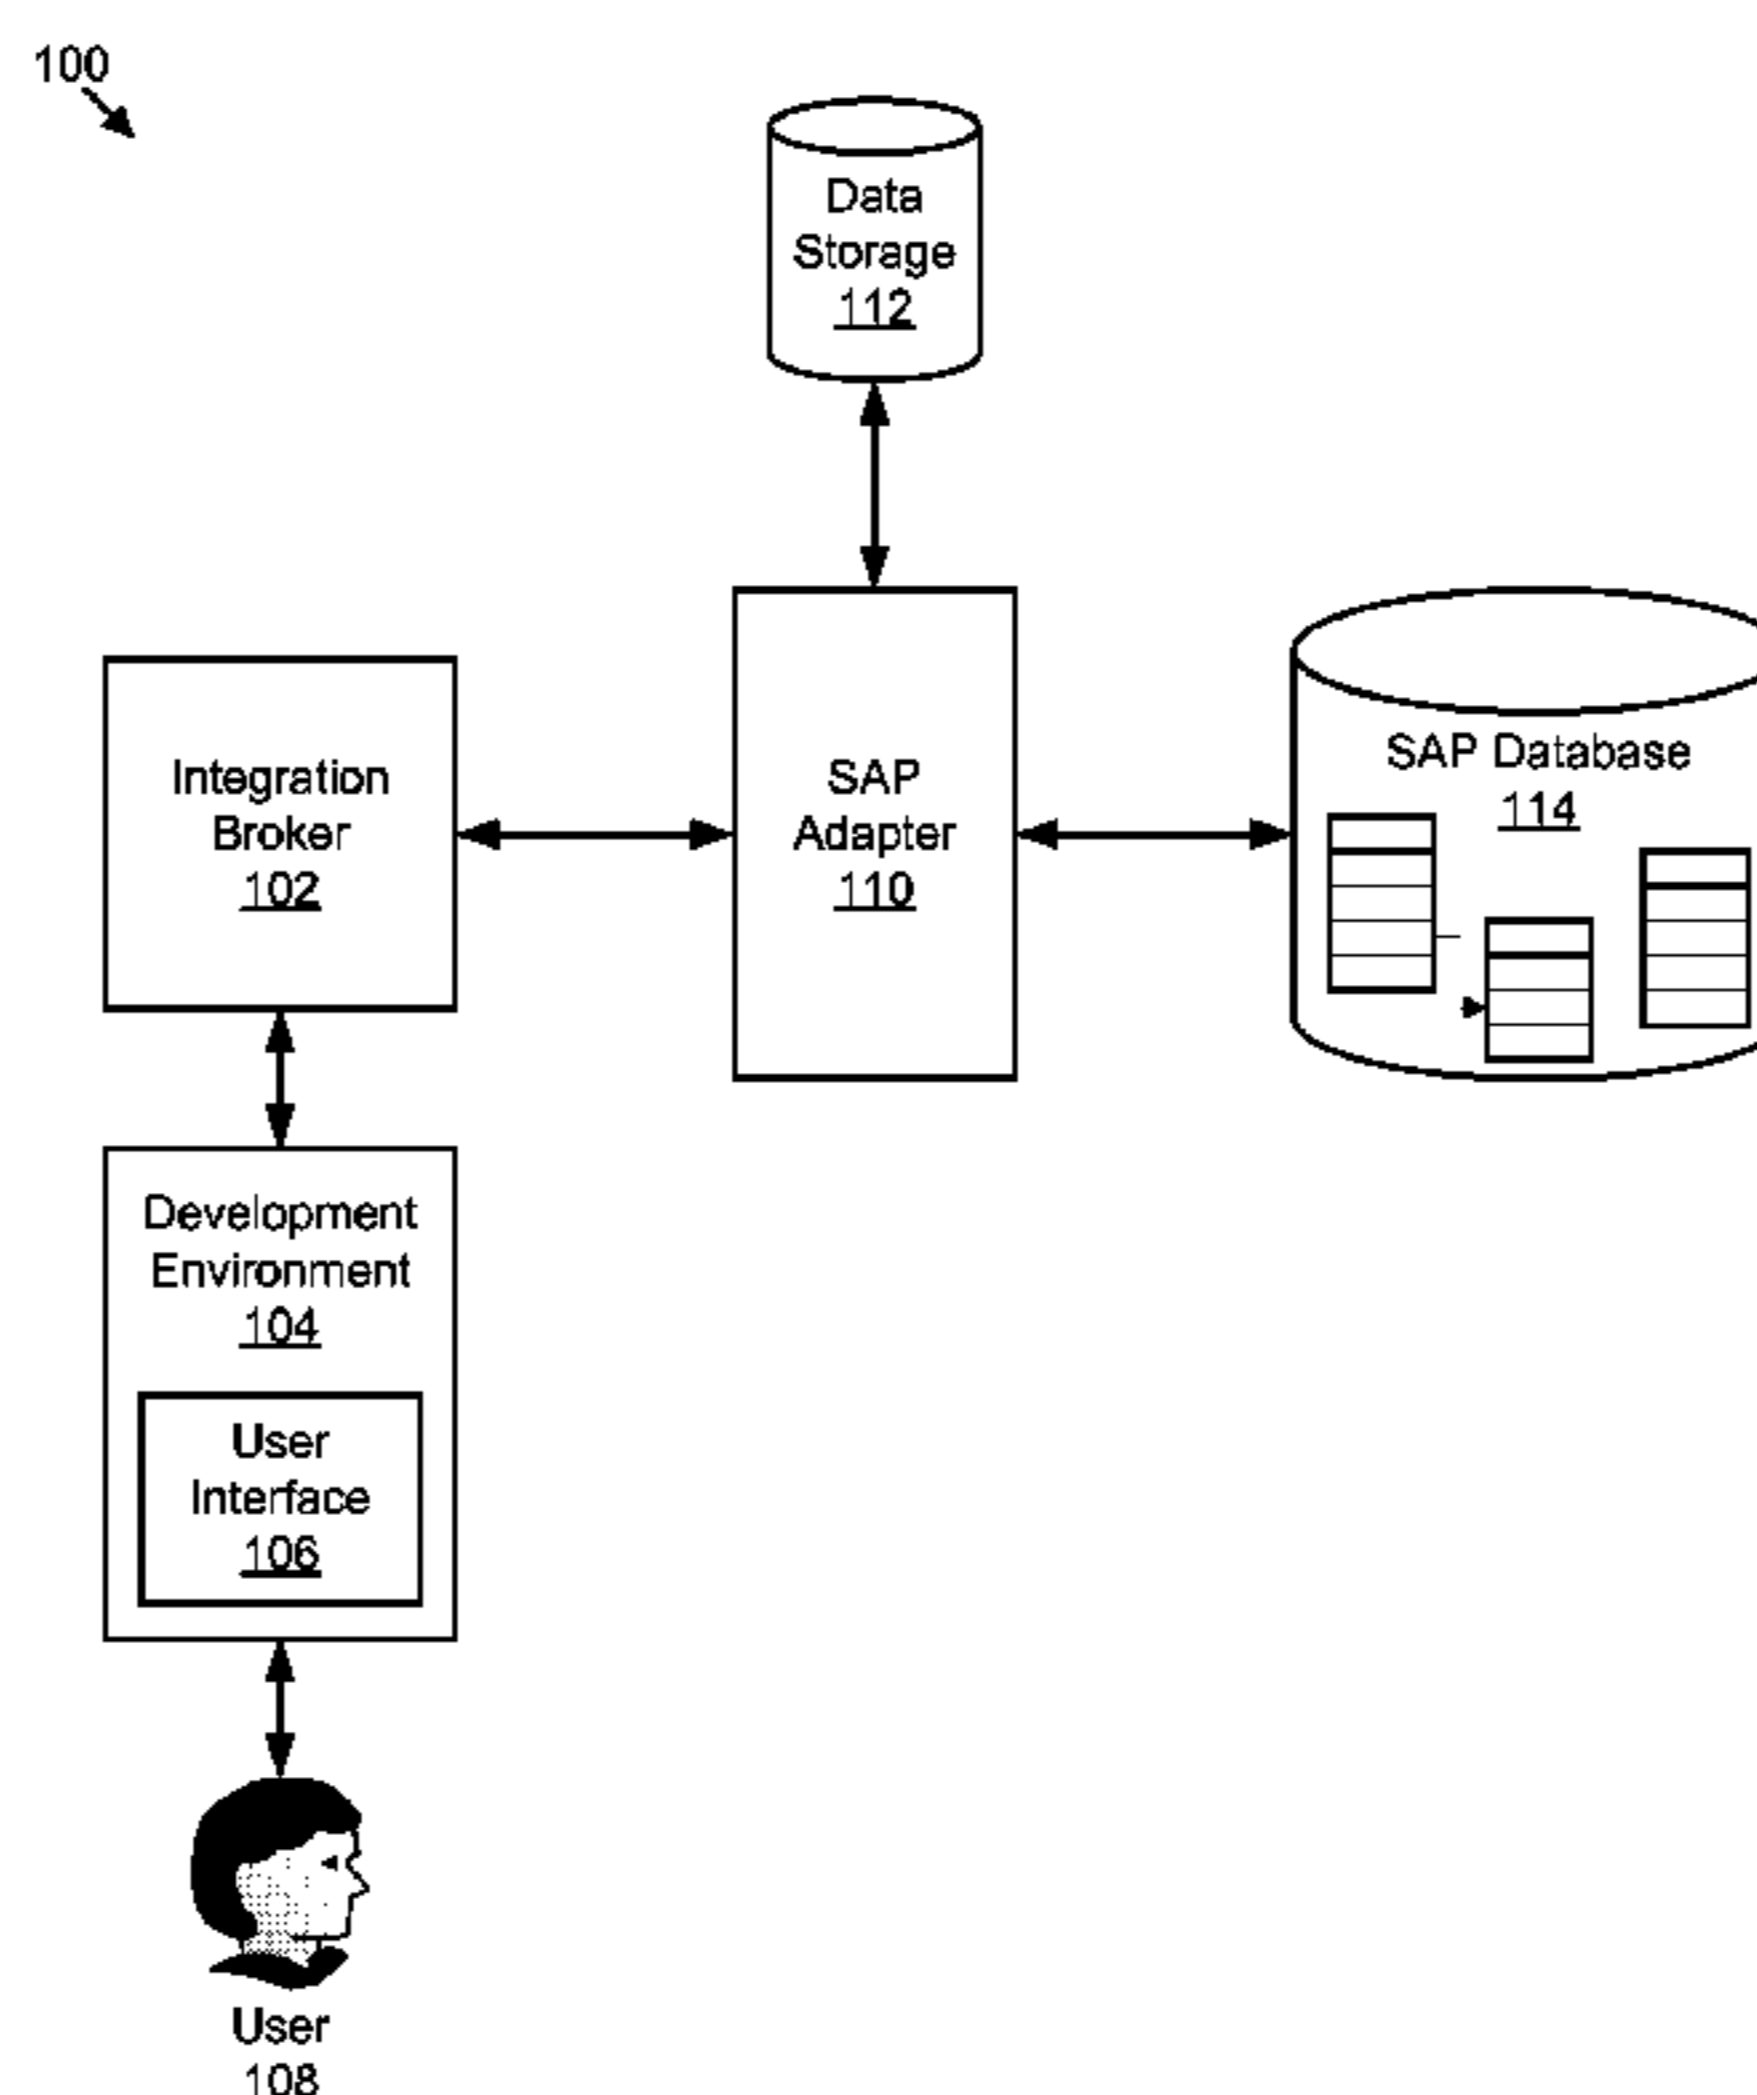 100
Data
Storage
112
Integration
Broker
102
SAP
Adapter
110
SAP Database
114
Development
Environment
104
User
Interface
106
User
108